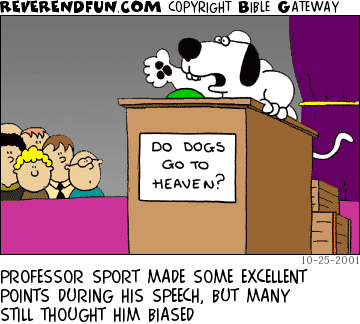 REVERENDFUN.COM COPYRIGHT BIBLE GATEWAY
DO DOGS
GO TO
HEAVEN?
10-25-2001
PROFESSOR SPORT MADE SOME EXCELLENT
POINTS DURING HIS SPEECH, BUT MANY
STILL THOUGHT HIM BIASED